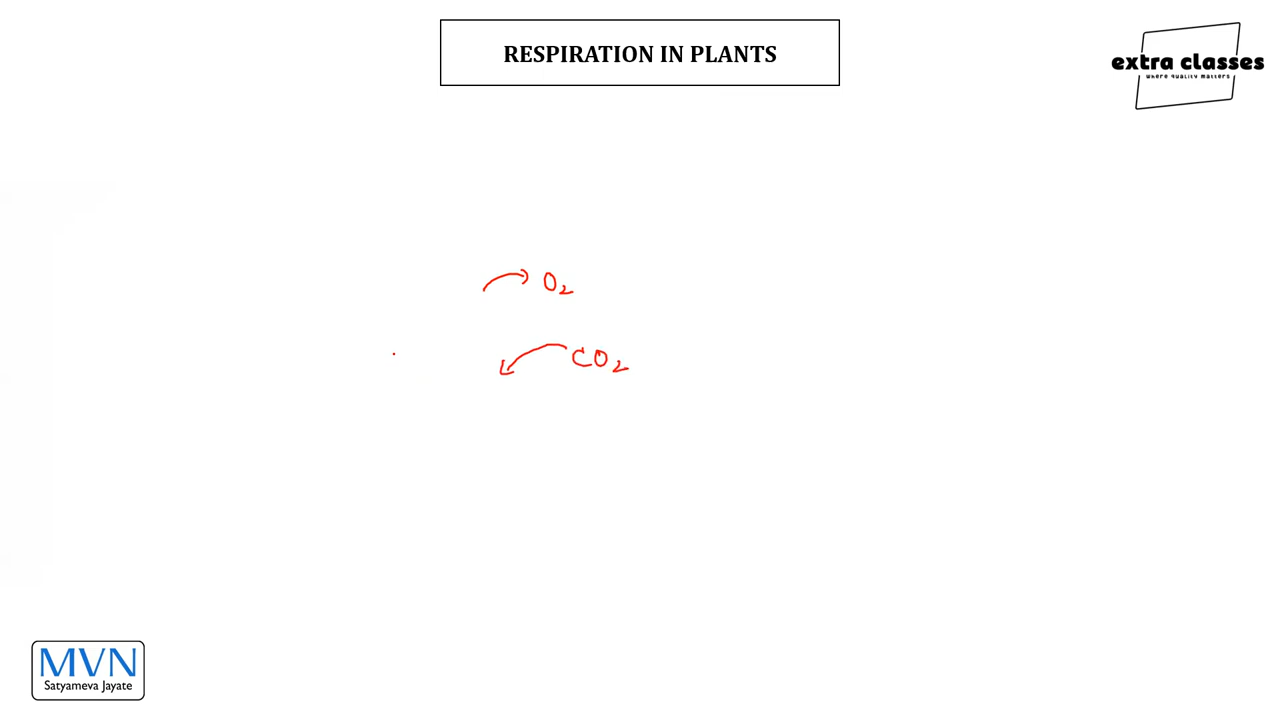 RESPIRATION IN PLANTS
extra classes
where quality matters
O₂
CO₂
MVN
Satyameva Jayate